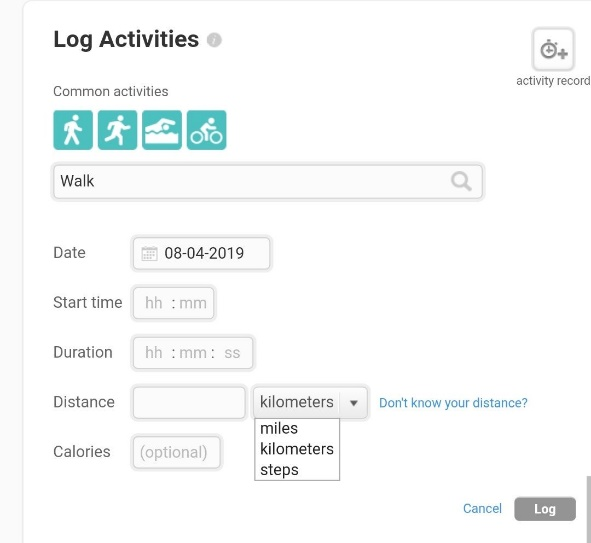 Log Activities
activity record
Common activities
Walk
Date 08-04-2019
Start time hh : mm
Duration hh : mm : ss
Distance kilometers Don't know your distance?
miles
kilometers
steps
Calories (optional)
Cancel Log